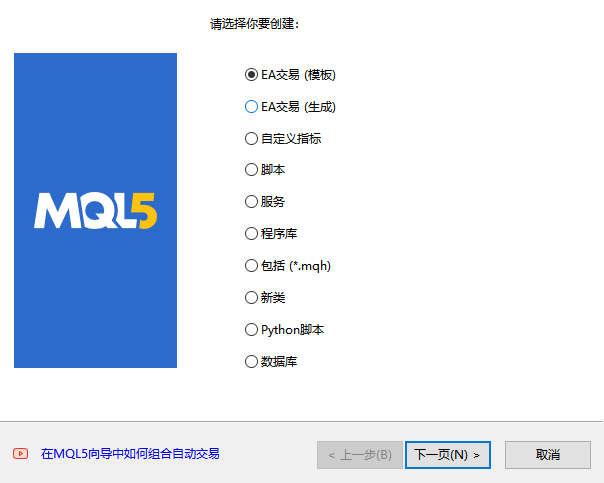 请选择你要创建：
EA交易 (模板)
EA交易 (生成)
自定义指标
脚本
服务
程序库
包括 (*.mqh)
新类
Python脚本
数据库
MQL5
在MQL5向导中如何组合自动交易
< 上一步(B)
下一页(N) >
取消